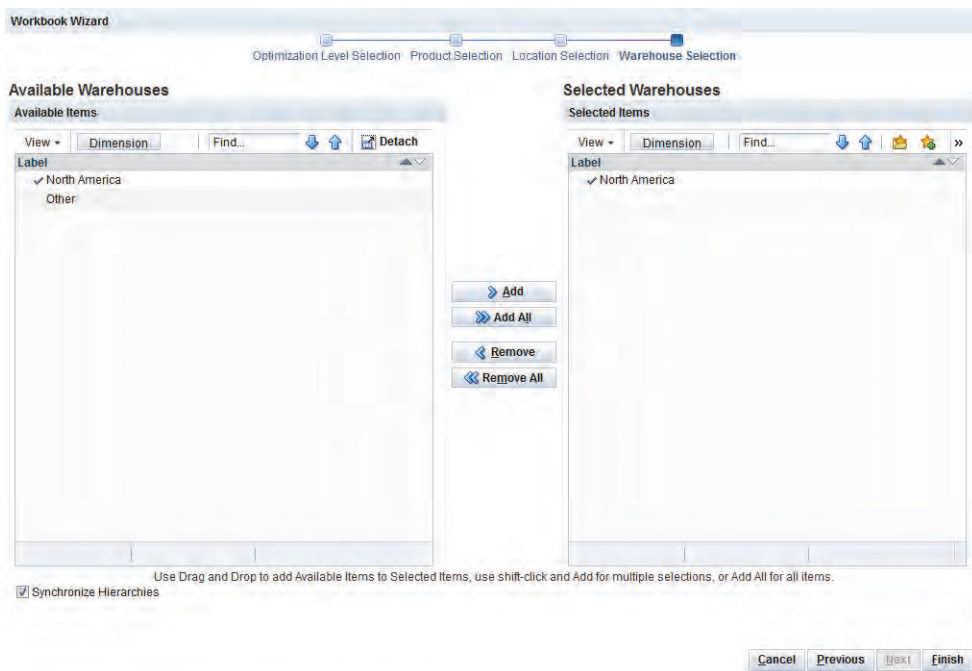 Workbook Wizard
Optimization Level Selection Product Selection Location Selection Warehouse Selection
Available Warehouses
Available Items
View Dimension Find... Detach
Label
North America
Other
Add
Add All
Remove
Remove All
Selected Warehouses
Selected Items
View Dimension Find... »
Label
North America
Use Drag and Drop to add Available Items to Selected Items, use shift-click and Add for multiple selections, or Add All for all items.
Synchronize Hierarchies
Cancel Previous Next Finish